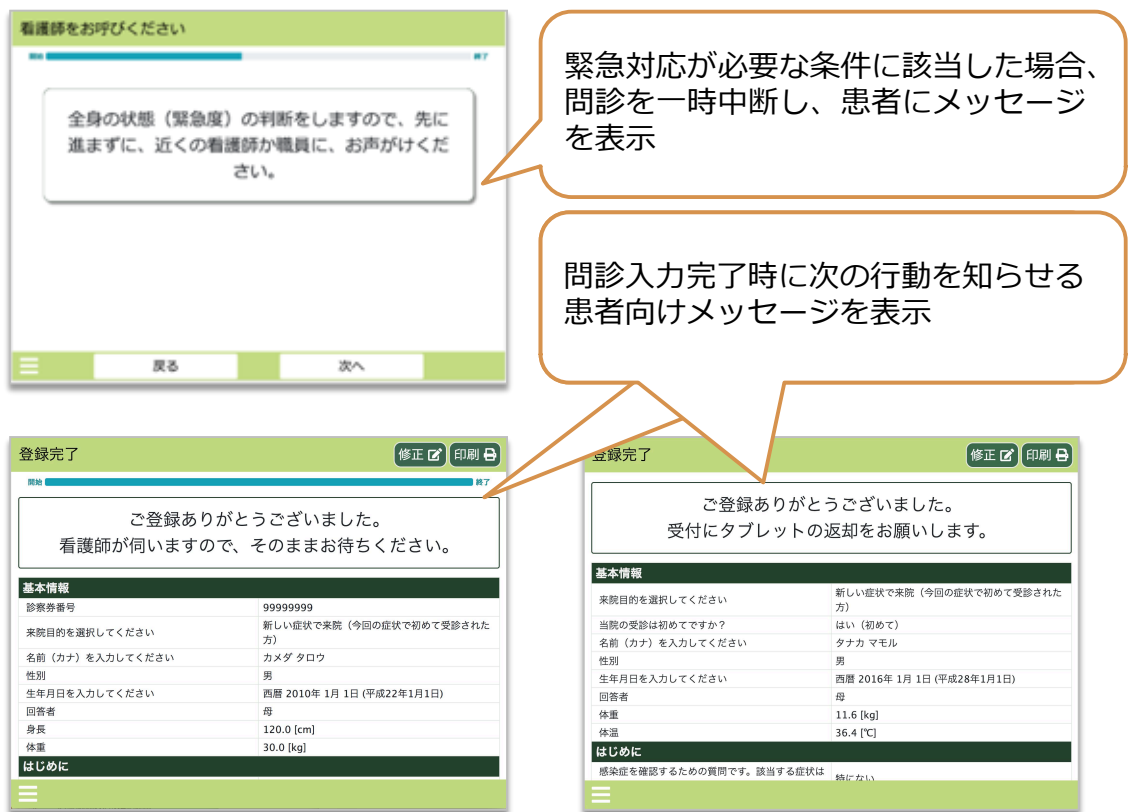 看護師をお呼びください
開始
終了
全身の状態（緊急度）の判断をしますので、先に
進まずに、近くの看護師か職員に、お声がけくだ
さい。
戻る
次へ
緊急対応が必要な条件に該当した場合、
問診を一時中断し、患者にメッセージ
を表示
問診入力完了時に次の行動を知らせる
患者向けメッセージを表示
登録完了
修正
印刷
開始
終了
ご登録ありがとうございました。
看護師が伺いますので、そのままお待ちください。
基本情報
診察券番号 99999999
来院目的を選択してください 新しい症状で来院（今回の症状で初めて受診された
方）
名前（カナ）を入力してください カメダ タロウ
性別 男
生年月日を入力してください 西暦 2010年 1月 1日 (平成22年1月1日)
回答者 母
身長 120.0 [cm]
体重 30.0 [kg]
はじめに
登録完了
修正
印刷
ご登録ありがとうございました。
受付にタブレットの返却をお願いします。
基本情報
来院目的を選択してください 新しい症状で来院（今回の症状で初めて受診された
方）
当院の受診は初めてですか？ はい（初めて）
名前（カナ）を入力してください タナカ マモル
性別 男
生年月日を入力してください 西暦 2016年 1月 1日 (平成28年1月1日)
回答者 母
体重 11.6 [kg]
体温 36.4 [℃]
はじめに
感染症を確認するための質問です。該当する症状は
特にない